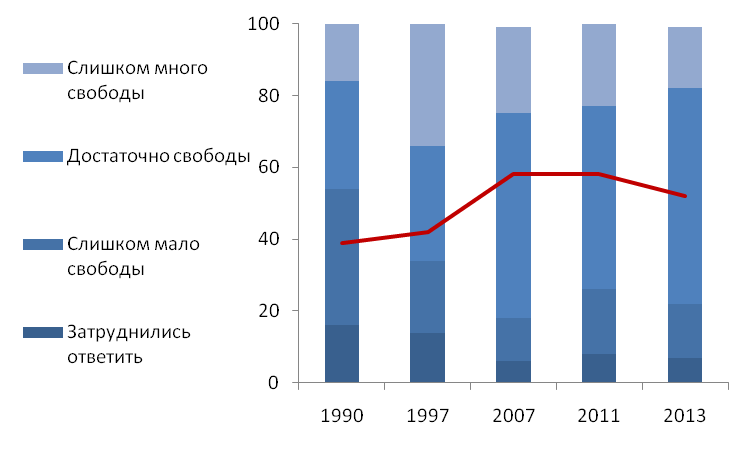 Слишком много
свободы
Достаточно свободы
Слишком мало
свободы
Затруднились
ответить
100
80
60
40
20
0
1990 1997 2007 2011 2013